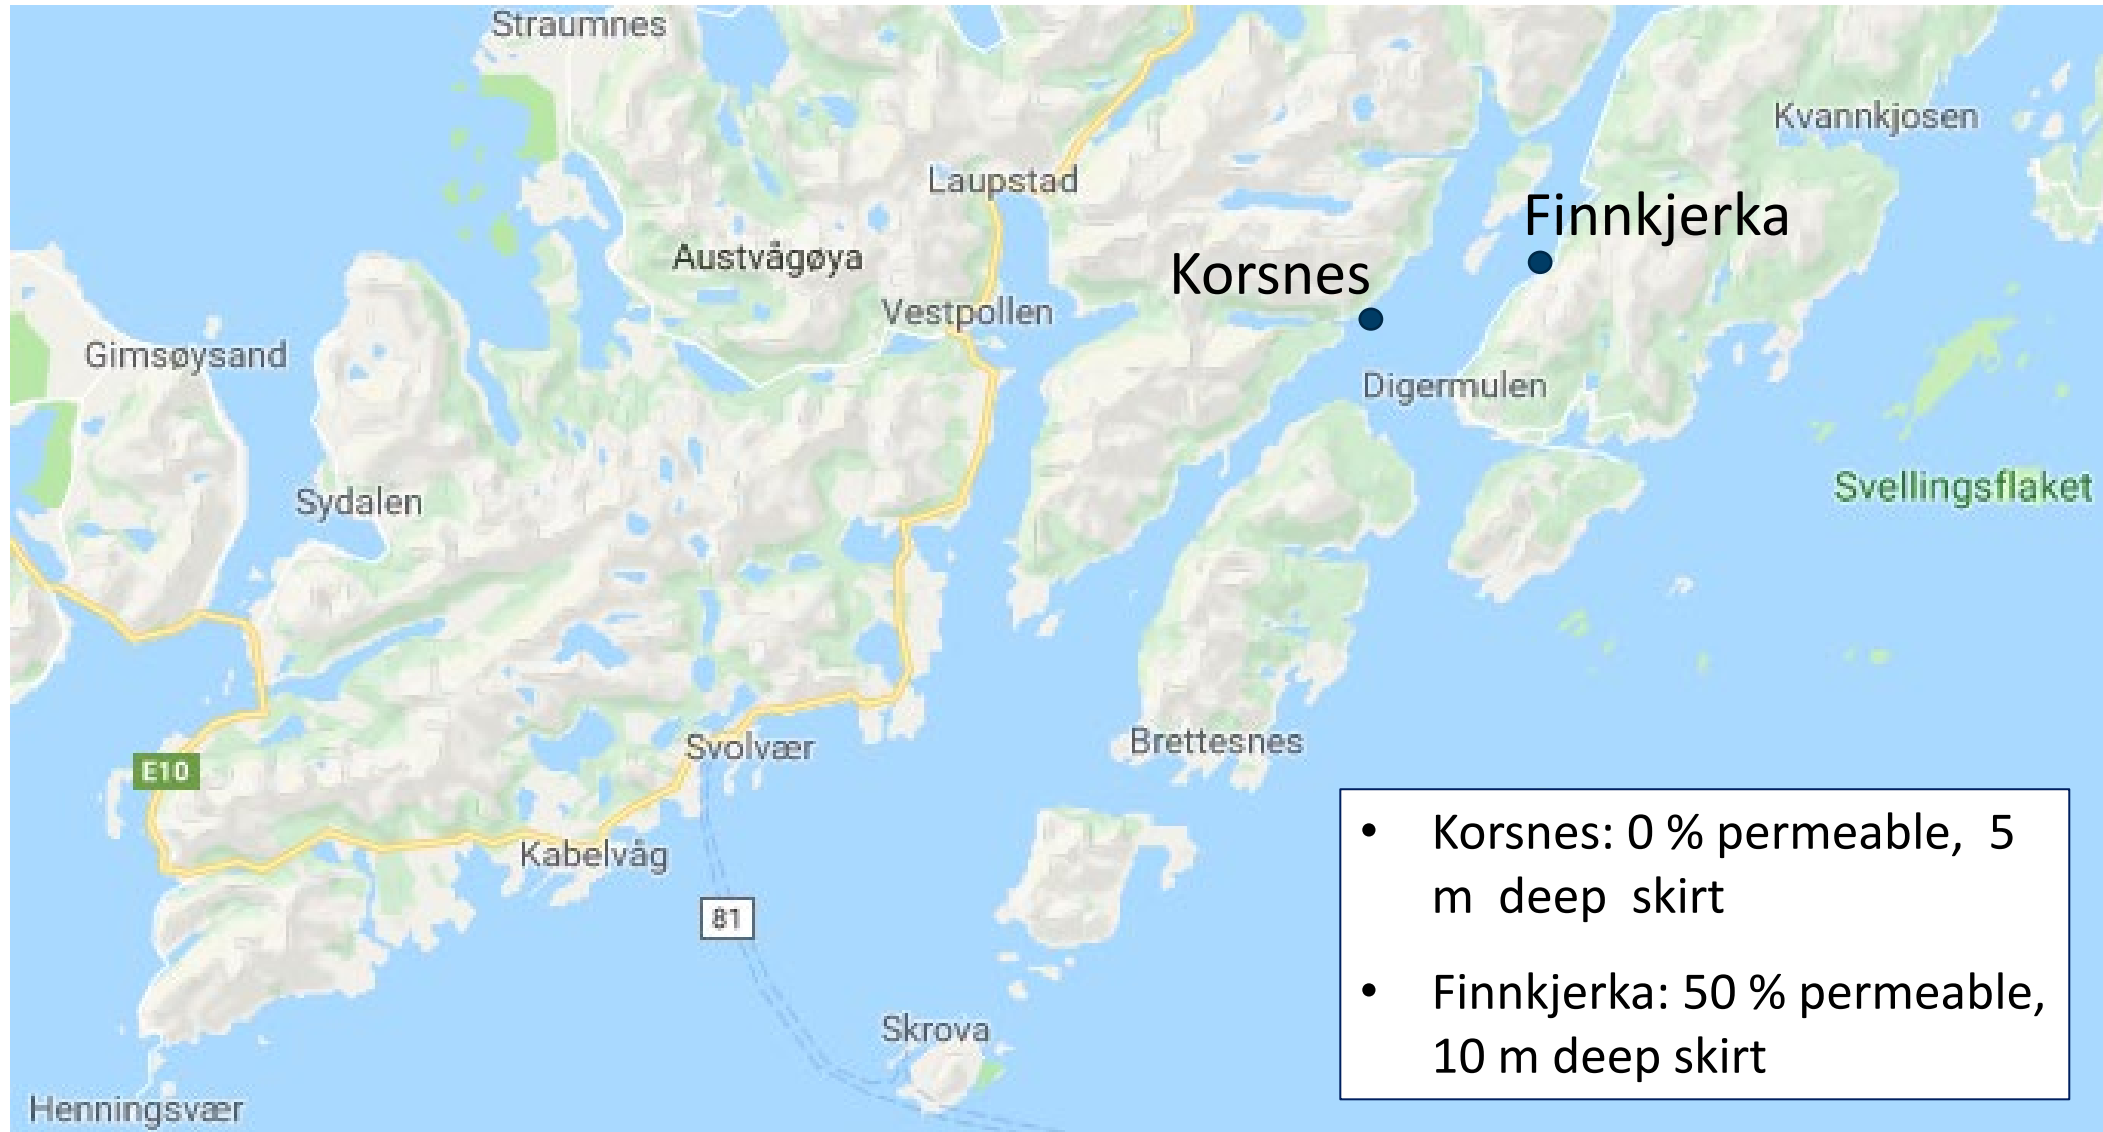 Straumnes
Kvannkjosen
Laupstad
Finnkjerka
Austvågøya
Korsnes
Vestpollen
Gimsøysand
Digermulen
Svellingsflaket
Sydalen
Brettesnes
Svolvær
E10
Kabelvåg
81
Skrova
Henningsvær
• Korsnes: 0 % permeable, 5
m deep skirt
• Finnkjerka: 50 % permeable,
10 m deep skirt